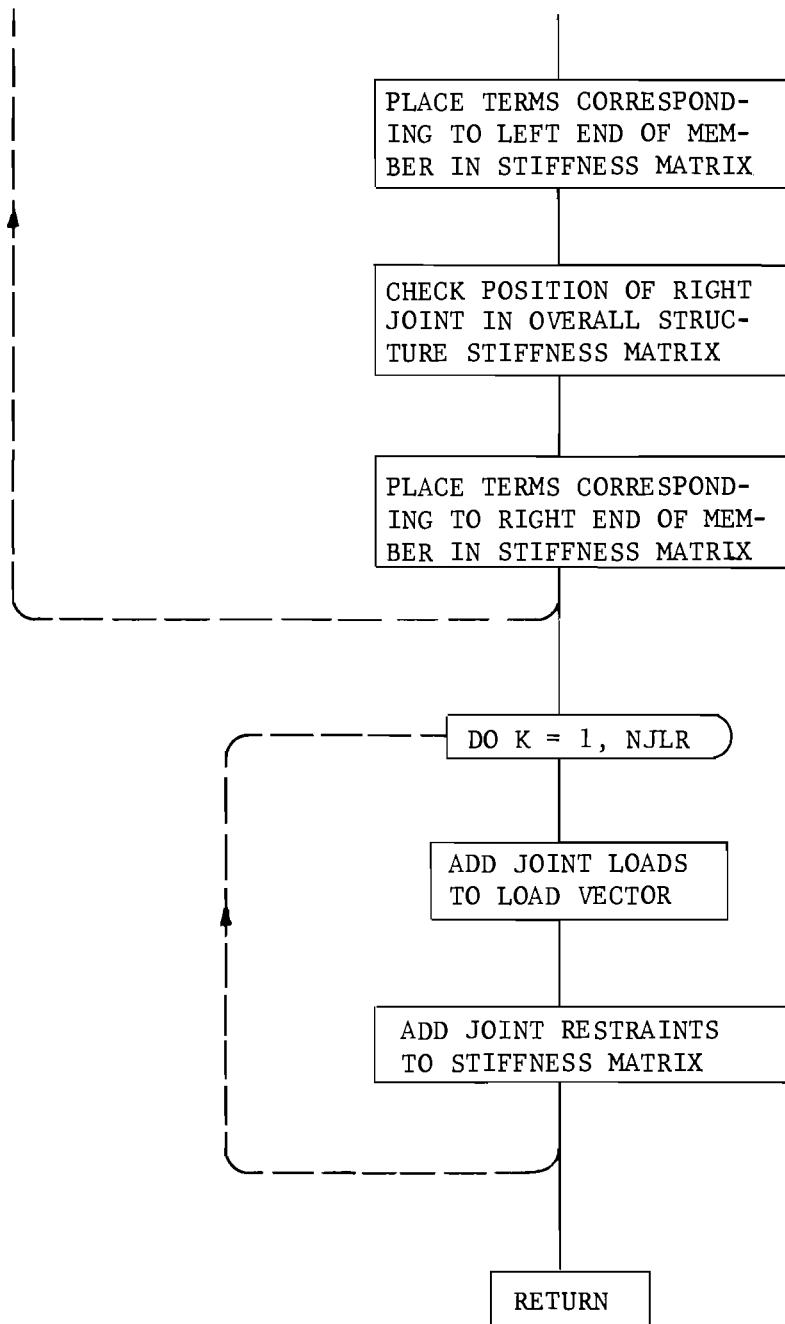 PLACE TERMS CORRESPOND-
ING TO LEFT END OF MEM-
BER IN STIFFNESS MATRIX
CHECK POSITION OF RIGHT
JOINT IN OVERALL STRUC-
TURE STIFFNESS MATRIX
PLACE TERMS CORRESPOND-
ING TO RIGHT END OF MEM-
BER IN STIFFNESS MATRIX
DO K = 1, NJLR
ADD JOINT LOADS
TO LOAD VECTOR
ADD JOINT RESTRAINTS
TO STIFFNESS MATRIX
RETURN